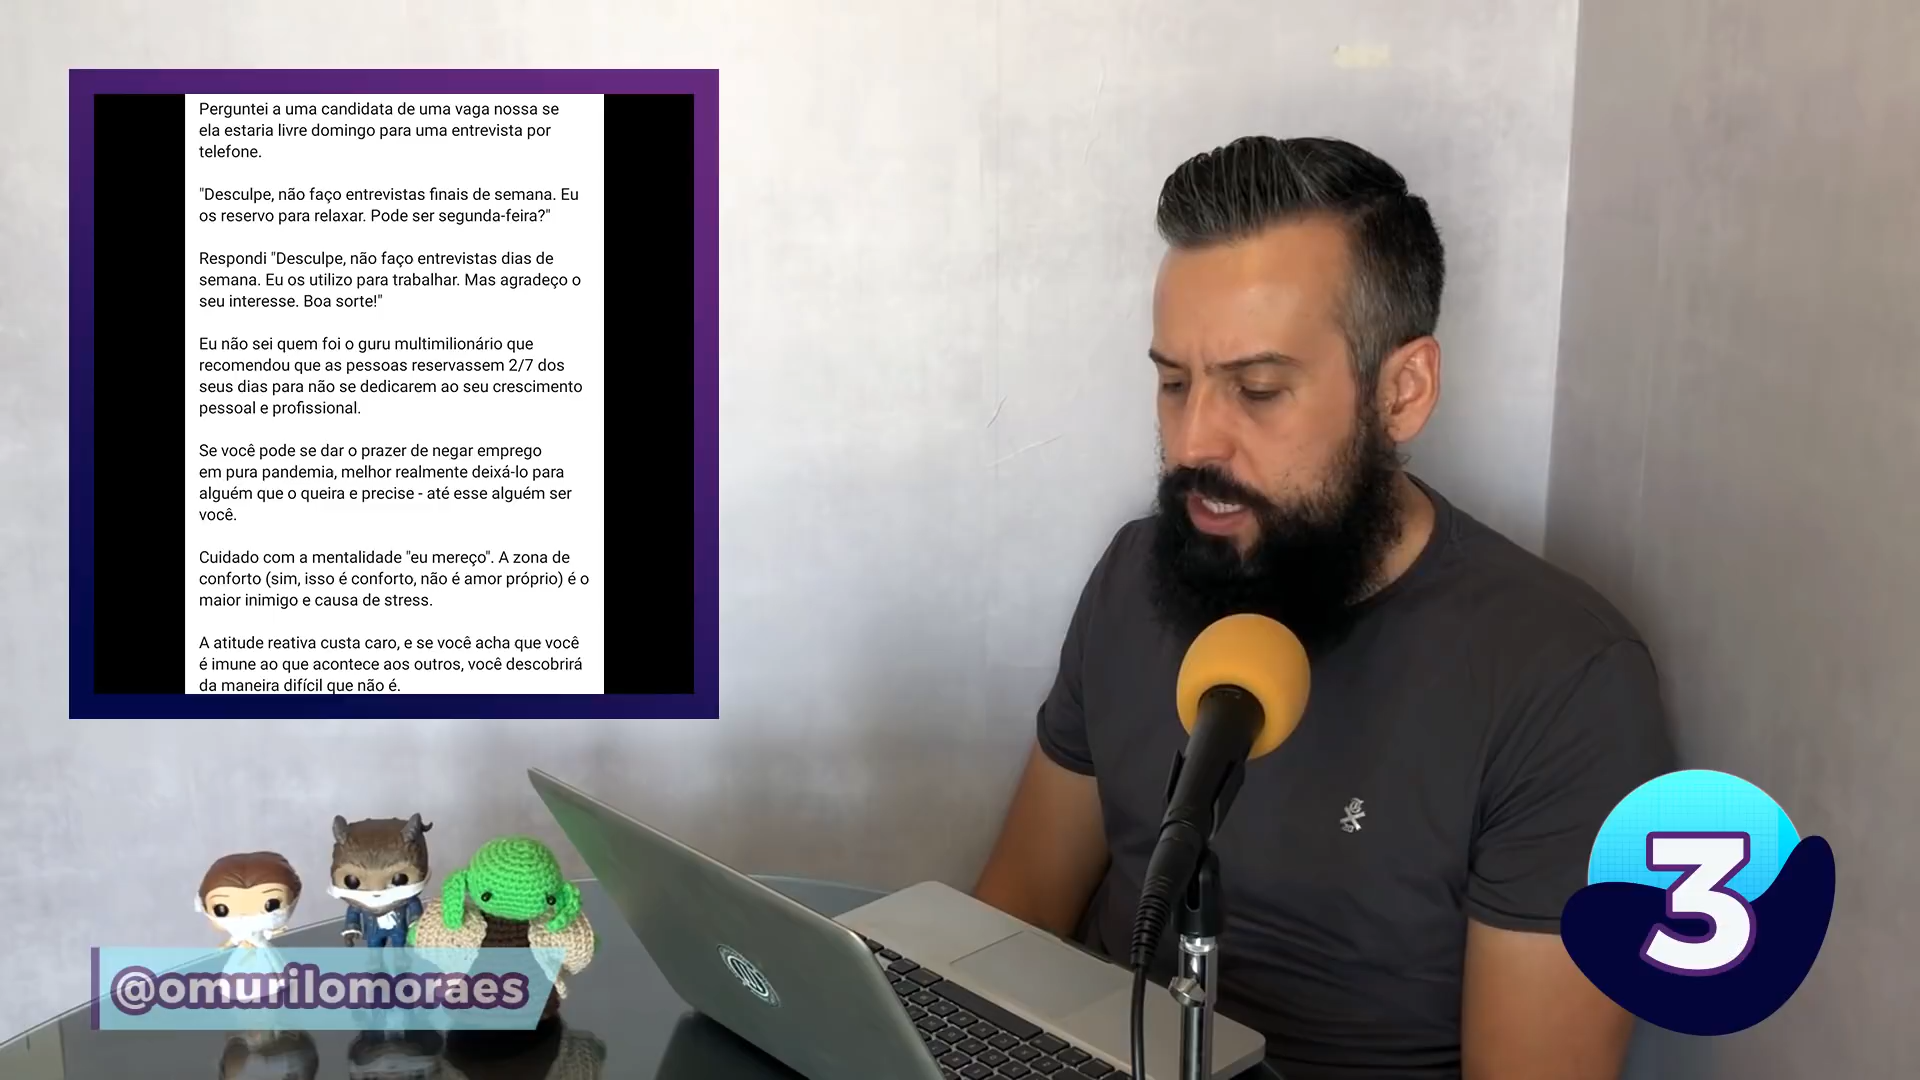 Perguntei a uma candidata de uma vaga nossa se
ela estaria livre domingo para uma entrevista por
telefone.
"Desculpe, não faço entrevistas finais de semana. Eu
os reservo para relaxar. Pode ser segunda-feira?"
Respondi "Desculpe, não faço entrevistas dias de
semana. Eu os utilizo para trabalhar. Mas agradeço o
seu interesse. Boa sorte!"
Eu não sei quem foi o guru multimilionário que
recomendou que as pessoas reservassem 2/7 dos
seus dias para não se dedicarem ao seu crescimento
pessoal e profissional.
Se você pode se dar o prazer de negar emprego
em pura pandemia, melhor realmente deixá-lo para
alguém que o queira e precise - até esse alguém ser
você.
Cuidado com a mentalidade "eu mereço". A zona de
conforto (sim, isso é conforto, não é amor próprio) é o
maior inimigo e causa de stress.
A atitude reativa custa caro, e se você acha que você
é imune ao que acontece aos outros, você descobrirá
da maneira difícil que não é.
@omurilomoraes
3